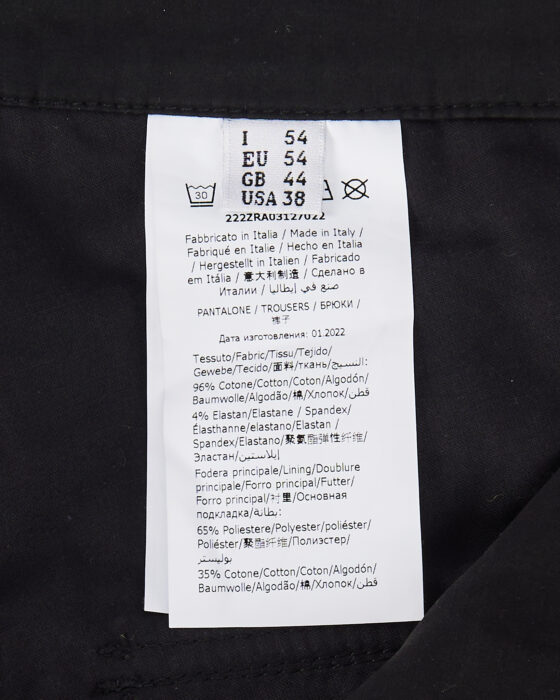 I 54
EU 54
GB 44
USA 38
30
222ZRA03127022
Fabbricato in Italia / Made in Italy /
Fabriqué en Italie / Hecho en Italia
/ Hergestellt in Italien / Fabricado
em Itália / 意大利制造 / Сделано в
Италии / صنع في إيطاليا
PANTALONE / TROUSERS / БРЮКИ /
裤子
Дата изготовления: 01.2022
Tessuto/Fabric/Tissu/Tejido/
Gewebe/Tecido/面料/ткань/النسيج:
96% Cotone/Cotton/Coton/Algodón/
Baumwolle/Algodão/棉/Хлопок/قطن
4% Elastan/Elastane / Spandex/
Élasthanne/elastano/Elastan /
Spandex/Elastano/聚氨酯弹性纤维/
Эластан/إيلاستين
Fodera principale/Lining/Doublure
principale/Forro principal/Futter/
Forro principal/衬里/Основная
подкладка/بطانة:
65% Poliestere/Polyester/poliéster/
Poliéster/聚酯纤维/Полиэстер/
بوليستر
35% Cotone/Cotton/Coton/Algodón/
Baumwolle/Algodão/棉/Хлопок/قطن